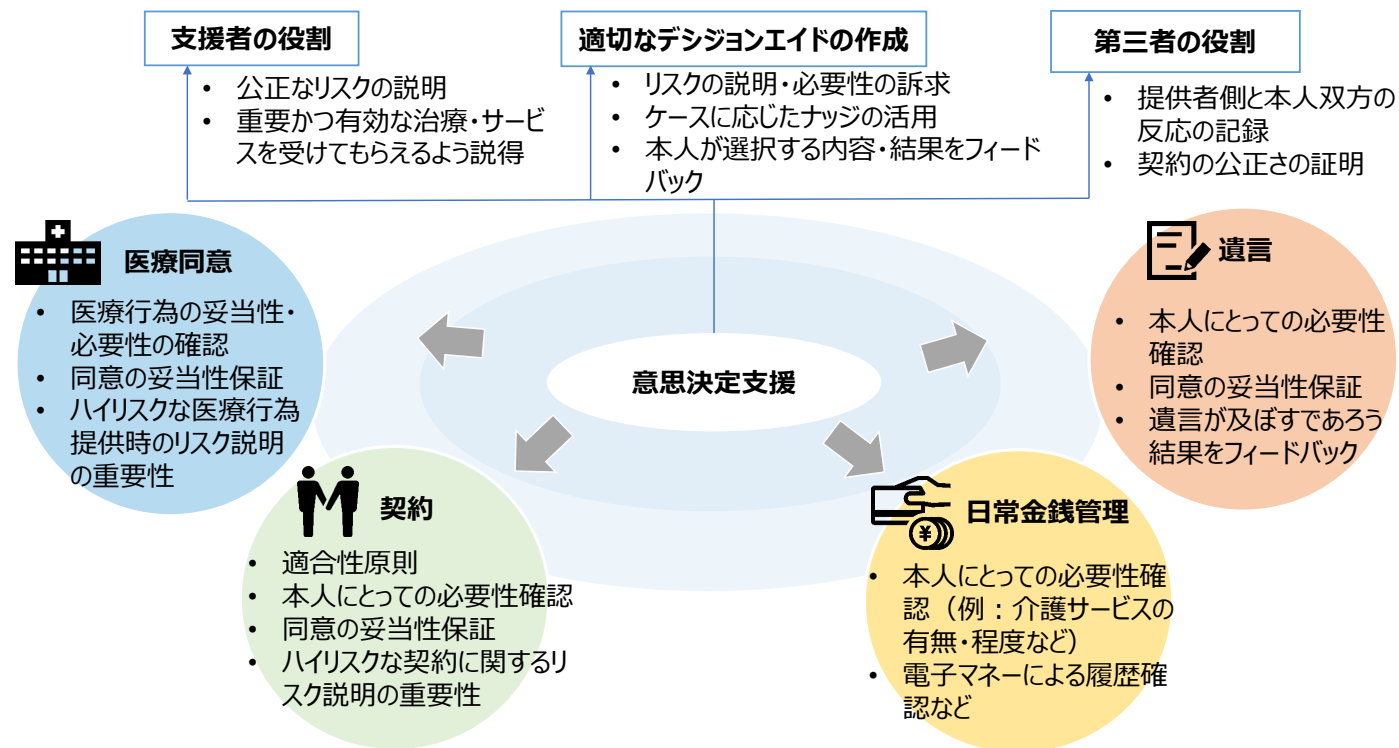 支援者の役割
• 公正なリスクの説明
• 重要かつ有効な治療・サービ
スを受けてもらえるよう説得
適切なデシジョンエイドの作成
• リスクの説明・必要性の訴求
• ケースに応じたナッジの活用
• 本人が選択する内容・結果をフィード
バック
第三者の役割
• 提供者側と本人双方の
反応の記録
• 契約の公正さの証明
医療同意
• 医療行為の妥当性・
必要性の確認
• 同意の妥当性保証
• ハイリスクな医療行為
提供時のリスク説明
の重要性
意思決定支援
遺言
• 本人にとっての必要性
確認
• 同意の妥当性保証
• 遺言が及ぼすであろう
結果をフィードバック
契約
• 適合性原則
• 本人にとっての必要性確認
• 同意の妥当性保証
• ハイリスクな契約に関するリ
スク説明の重要性
¥
日常金銭管理
• 本人にとっての必要性確
認（例：介護サービスの
有無・程度など）
• 電子マネーによる履歴確
認など